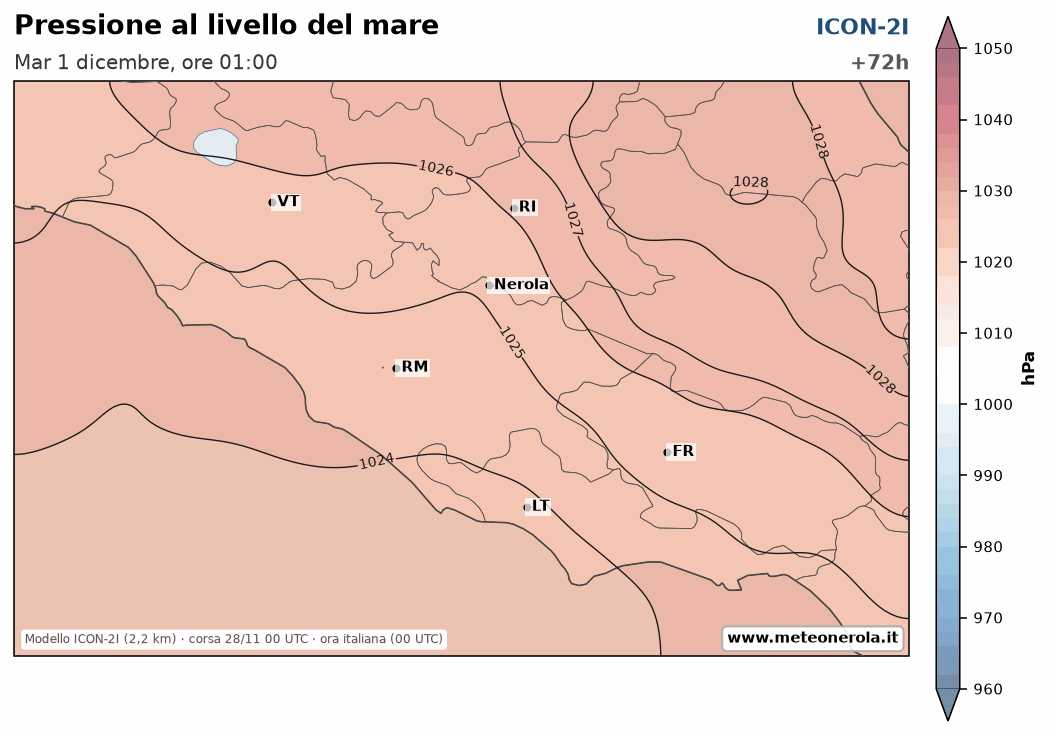 Pressione al livello del mare
ICON-2I
Mar 1 dicembre, ore 01:00
+72h
1050
1040
1030
1020
1010
1000
990
980
970
960
hPa
1028
1026
1028
VT
RI
1027
Nerola
1025
RM
1028
FR
1024
LT
Modello ICON-2I (2,2 km) · corsa 28/11 00 UTC · ora italiana (00 UTC)
www.meteonerola.it